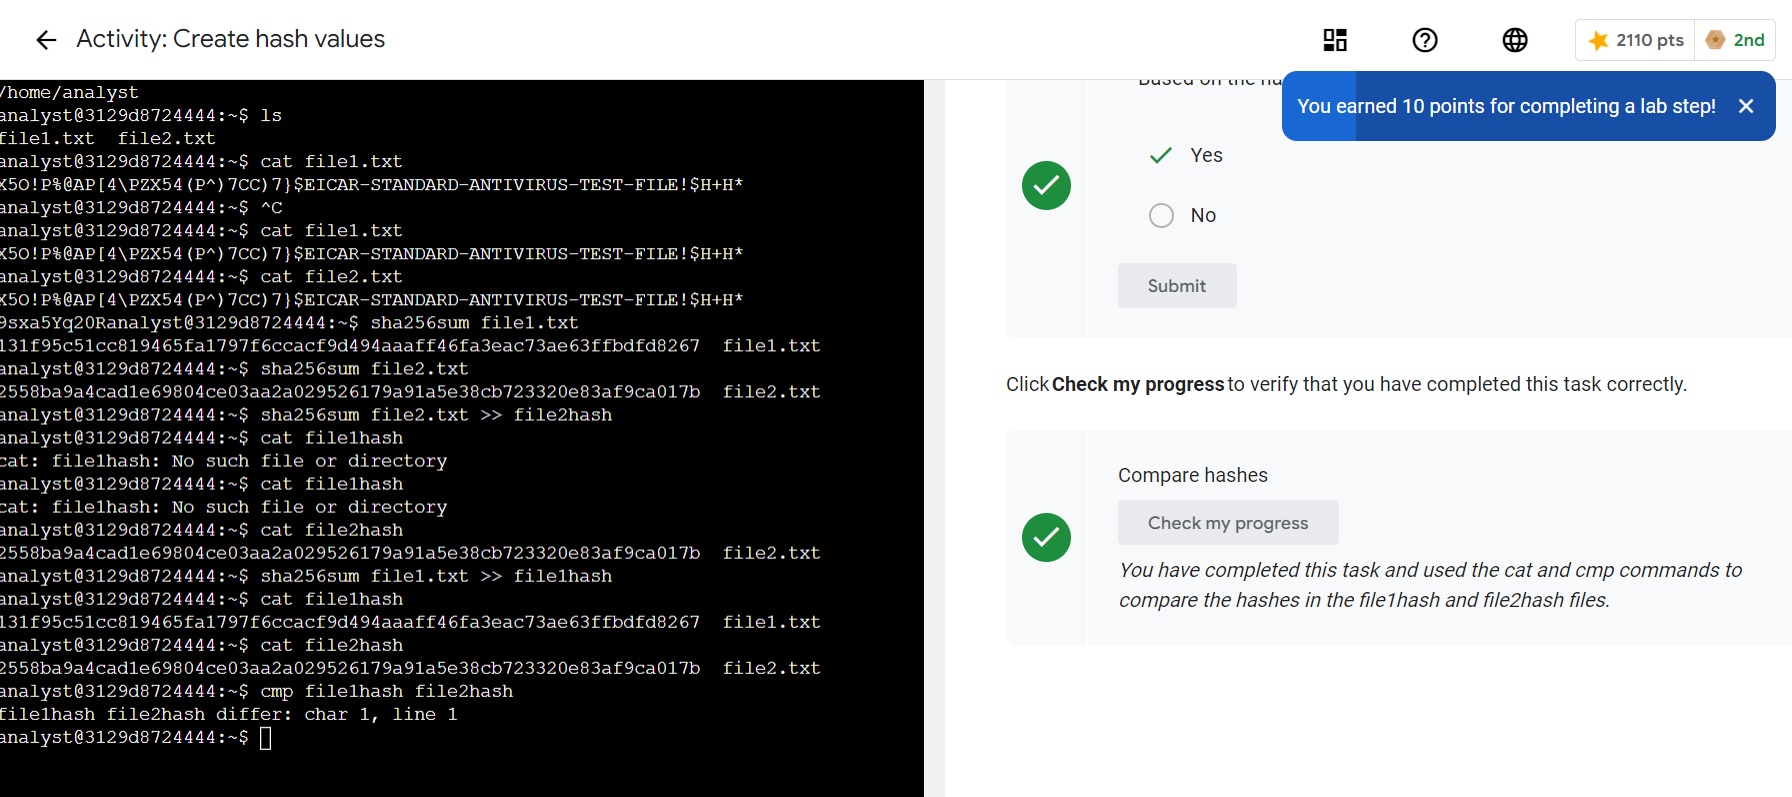 Activity: Create hash values
2110 pts
2nd
/home/analyst
analyst@3129d8724444:~$ ls
file1.txt  file2.txt
analyst@3129d8724444:~$ cat file1.txt
X5O!P%@AP[4\PZX54(P^)7CC)7}$EICAR-STANDARD-ANTIVIRUS-TEST-FILE!$H+H*
analyst@3129d8724444:~$ ^C
analyst@3129d8724444:~$ cat file1.txt
X5O!P%@AP[4\PZX54(P^)7CC)7}$EICAR-STANDARD-ANTIVIRUS-TEST-FILE!$H+H*
analyst@3129d8724444:~$ cat file2.txt
X5O!P%@AP[4\PZX54(P^)7CC)7}$EICAR-STANDARD-ANTIVIRUS-TEST-FILE!$H+H*
9sxa5Yq20Ranalyst@3129d8724444:~$ sha256sum file1.txt
131f95c51cc819465fa1797f6ccacf9d494aaaff46fa3eac73ae63ffbdfd8267  file1.txt
analyst@3129d8724444:~$ sha256sum file2.txt
2558ba9a4cad1e69804ce03aa2a029526179a91a5e38cb723320e83af9ca017b  file2.txt
analyst@3129d8724444:~$ sha256sum file2.txt >> file2hash
analyst@3129d8724444:~$ cat file1hash
cat: file1hash: No such file or directory
analyst@3129d8724444:~$ cat file1hash
cat: file1hash: No such file or directory
analyst@3129d8724444:~$ cat file2hash
2558ba9a4cad1e69804ce03aa2a029526179a91a5e38cb723320e83af9ca017b  file2.txt
analyst@3129d8724444:~$ sha256sum file1.txt >> file1hash
analyst@3129d8724444:~$ cat file1hash
131f95c51cc819465fa1797f6ccacf9d494aaaff46fa3eac73ae63ffbdfd8267  file1.txt
analyst@3129d8724444:~$ cat file2hash
2558ba9a4cad1e69804ce03aa2a029526179a91a5e38cb723320e83af9ca017b  file2.txt
analyst@3129d8724444:~$ cmp file1hash file2hash
file1hash file2hash differ: char 1, line 1
analyst@3129d8724444:~$
Based on the ha
You earned 10 points for completing a lab step!
Yes
No
Submit
Click Check my progress to verify that you have completed this task correctly.
Compare hashes
Check my progress
You have completed this task and used the cat and cmp commands to
compare the hashes in the file1hash and file2hash files.